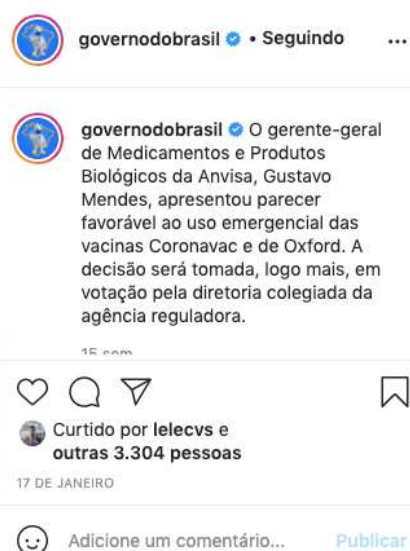 governodobrasil • Seguindo
governodobrasil O gerente-geral
de Medicamentos e Produtos
Biológicos da Anvisa, Gustavo
Mendes, apresentou parecer
favorável ao uso emergencial das
vacinas Coronavac e de Oxford. A
decisão será tomada, logo mais, em
votação pela diretoria colegiada da
agência reguladora.
15 sem
Curtido por lelecvs e
outras 3.304 pessoas
17 DE JANEIRO
Adicione um comentário... Publicar